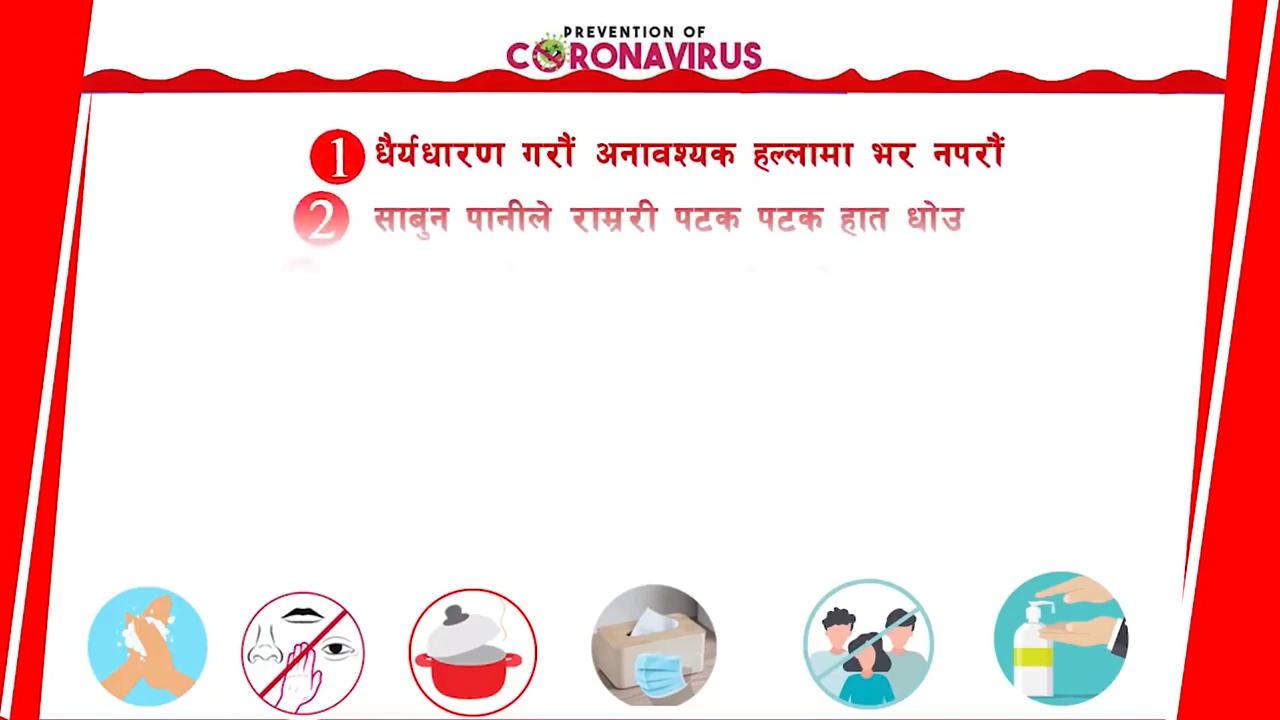 PREVENTION OF
CORONAVIRUS
1 धैर्यधारण गरौं अनावश्यक हल्लामा भर नपरौं
2 साबुन पानीले राम्ररी पटक पटक हात धोउ